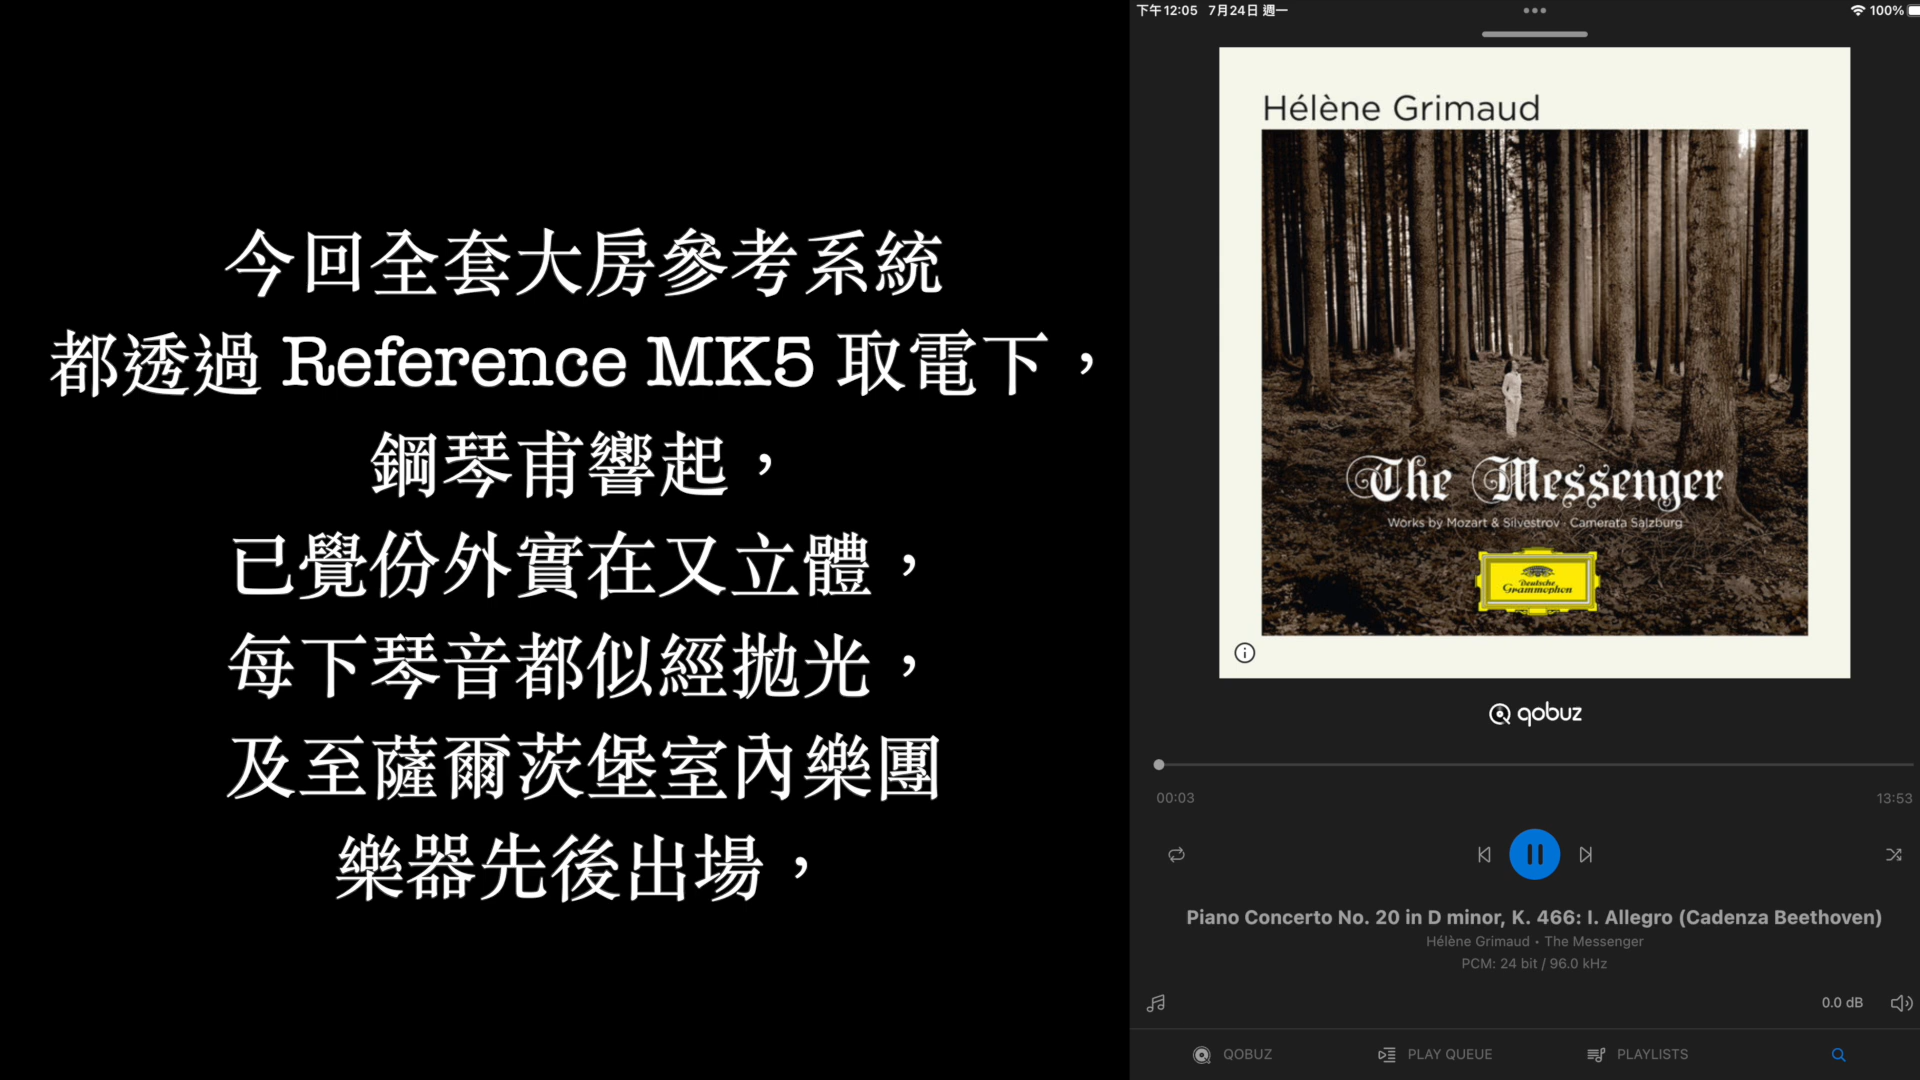 今回全套大房參考系統
都透過 Reference MK5 取電下，
鋼琴甫響起，
已覺份外實在又立體，
每下琴音都似經拋光，
及至薩爾茨堡室內樂團
樂器先後出場，
下午12:05 7月24日 週一
100%
Hélène Grimaud
The Messenger
Works by Mozart & Silvestrov · Camerata Salzburg
Deutsche
Grammophon
qobuz
00:03
13:53
Piano Concerto No. 20 in D minor, K. 466: I. Allegro (Cadenza Beethoven)
Hélène Grimaud • The Messenger
PCM: 24 bit / 96.0 kHz
0.0 dB
QOBUZ
PLAY QUEUE
PLAYLISTS